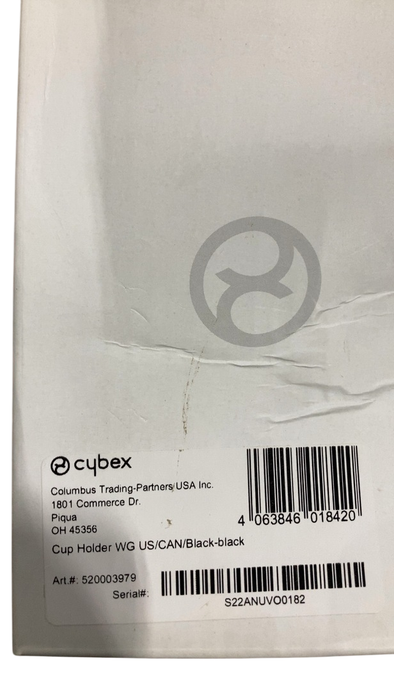 cybex
Columbus Trading-Partners USA Inc.
1801 Commerce Dr.
Piqua
OH 45356
4 063846 018420
Cup Holder WG US/CAN/Black-black
Art.#: 520003979
Serial#:
S22ANUVO0182